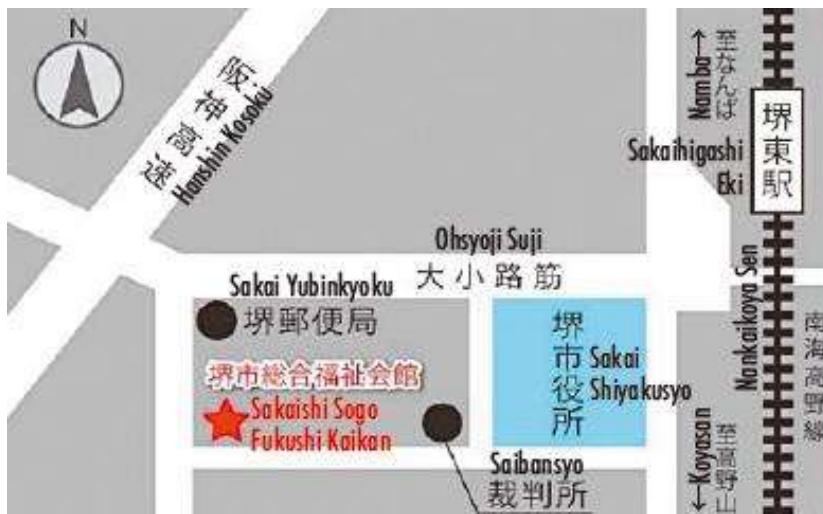 N
阪神高速
Hanshin Kosoku
Namba→
至なんば
Sakaihigashi
Eki
堺東駅
Ohsyoji Suji
大小路筋
Sakai Yubinkyoku
堺郵便局
堺市総合福祉会館
Sakaishi Sogo
Fukushi Kaikan
堺市役所
Sakai
Shiyakusyo
Saibansyo
裁判所
Nankaikoya Sen
南海高野線
←Koyasan
至高野山